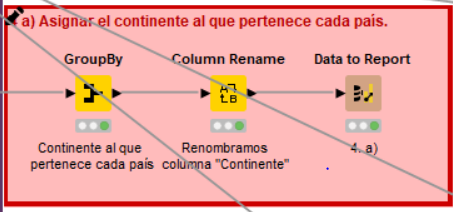 a) Asignar el continente al que pertenece cada país.
GroupBy
Column Rename
Data to Report
Continente al que
pertenece cada país
Renombramos
columna "Continente"
4. a)